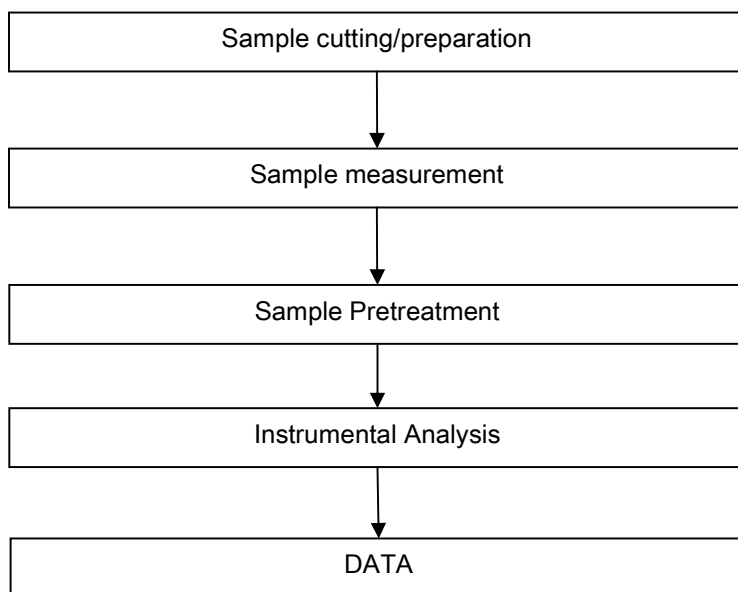 Sample cutting/preparation
Sample measurement
Sample Pretreatment
Instrumental Analysis
DATA